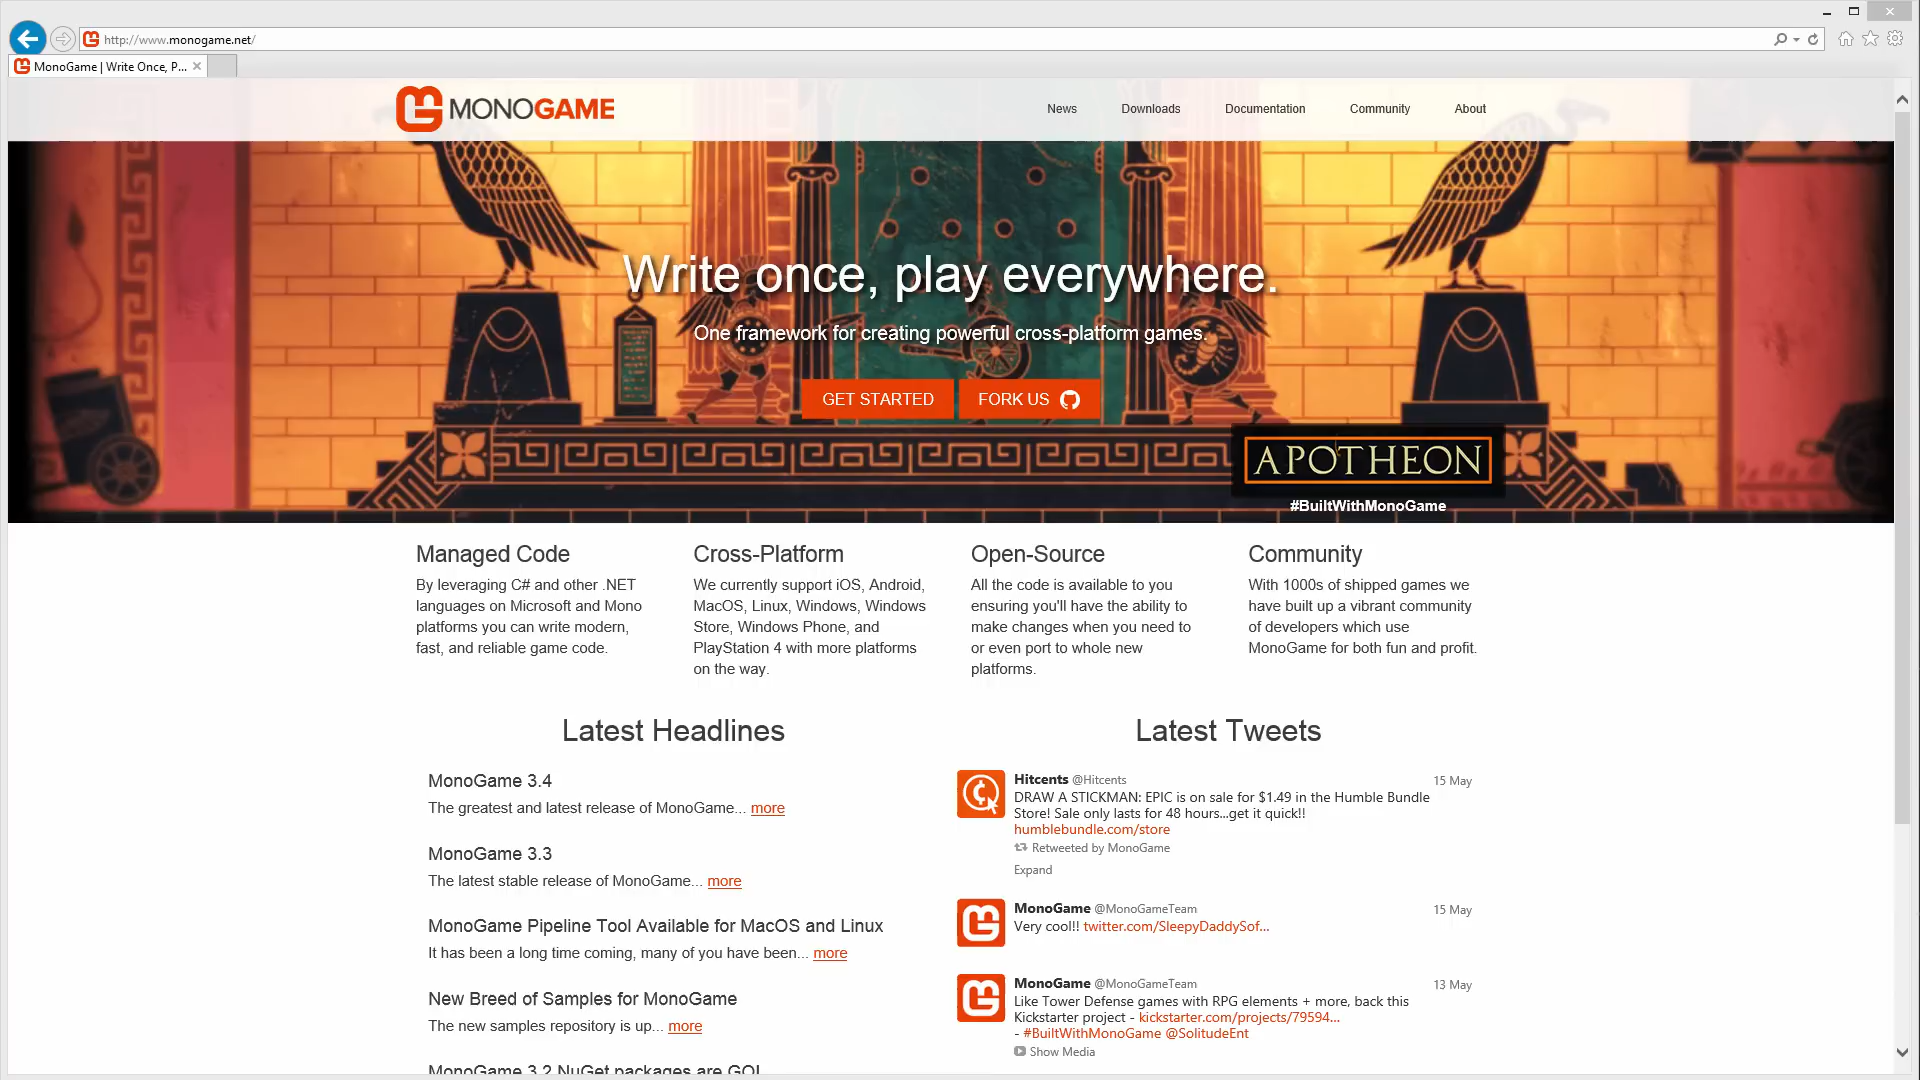 http://www.monogame.net/
MonoGame | Write Once, P...
MONOGAME
News
Downloads
Documentation
Community
About
Write once, play everywhere.
One framework for creating powerful cross-platform games.
GET STARTED
FORK US
APOTHEON
#BuiltWithMonoGame
Managed Code
By leveraging C# and other .NET
languages on Microsoft and Mono
platforms you can write modern,
fast, and reliable game code.
Cross-Platform
We currently support iOS, Android,
MacOS, Linux, Windows, Windows
Store, Windows Phone, and
PlayStation 4 with more platforms
on the way.
Open-Source
All the code is available to you
ensuring you'll have the ability to
make changes when you need to
or even port to whole new
platforms.
Community
With 1000s of shipped games we
have built up a vibrant community
of developers which use
MonoGame for both fun and profit.
Latest Headlines
MonoGame 3.4
The greatest and latest release of MonoGame... more
MonoGame 3.3
The latest stable release of MonoGame... more
MonoGame Pipeline Tool Available for MacOS and Linux
It has been a long time coming, many of you have been... more
New Breed of Samples for MonoGame
The new samples repository is up... more
MonoGame 3.2 NuGet packages are GO!
Latest Tweets
Hitcents @Hitcents 15 May
DRAW A STICKMAN: EPIC is on sale for $1.49 in the Humble Bundle
Store! Sale only lasts for 48 hours...get it quick!!
humblebundle.com/store
Retweeted by MonoGame
Expand
MonoGame @MonoGameTeam 15 May
Very cool!! twitter.com/SleepyDaddySof...
MonoGame @MonoGameTeam 13 May
Like Tower Defense games with RPG elements + more, back this
Kickstarter project - kickstarter.com/projects/79594...
- #BuiltWithMonoGame @SolitudeEnt
Show Media